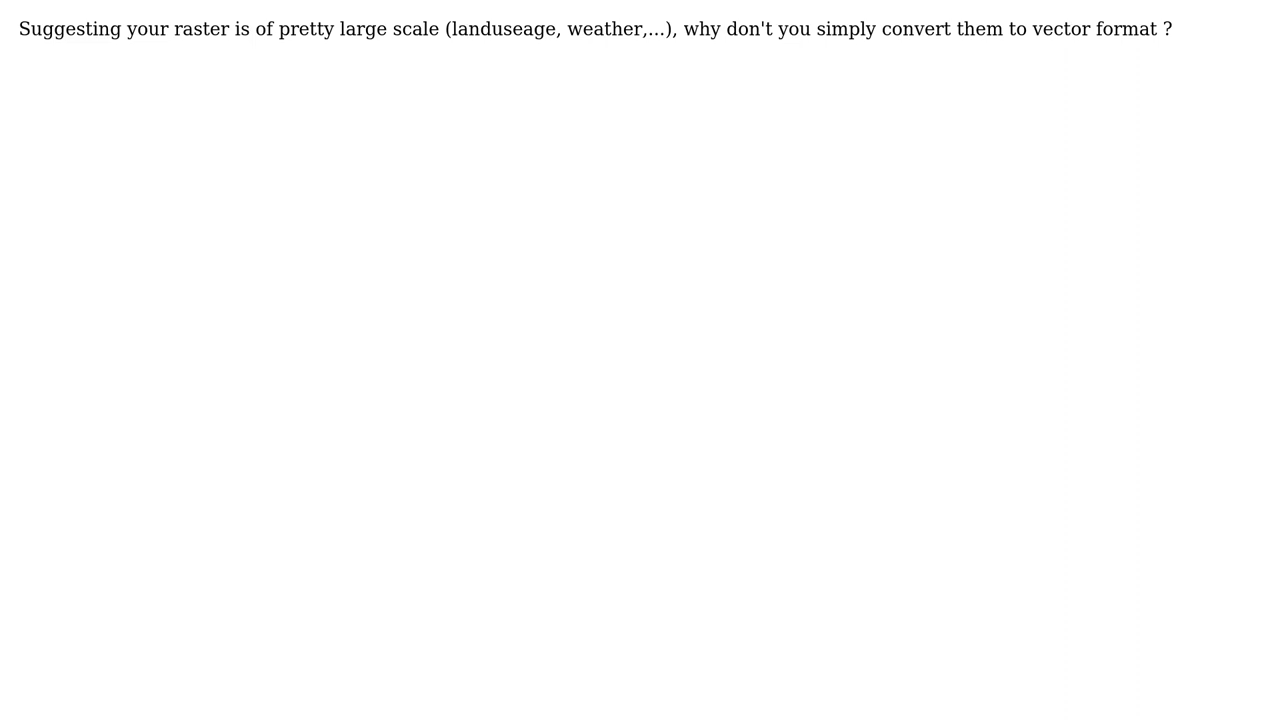 Suggesting your raster is of pretty large scale (landuseage, weather,...), why don't you simply convert them to vector format ?